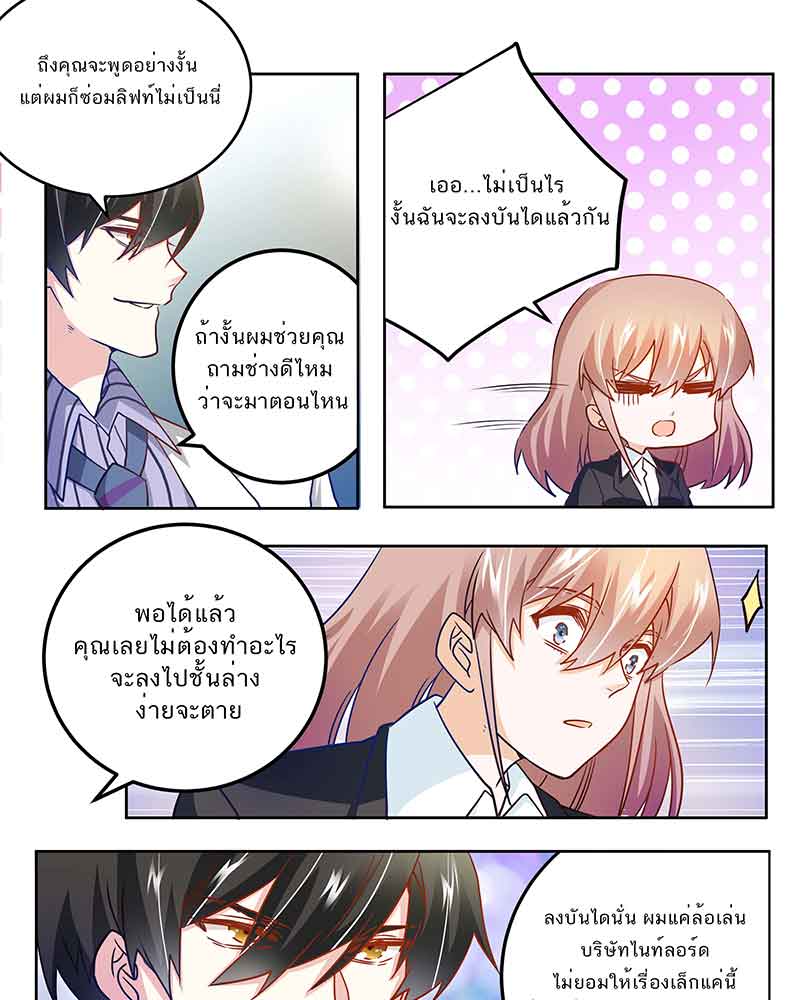 ถึงคุณจะพูดอย่างงั้น
แต่ผมก็ซ่อมลิฟท์ไม่เป็นนี่
ถ้างั้นผมช่วยคุณ
ถามช่างดีไหม
ว่าจะมาตอนไหน
เออ...ไม่เป็นไร
งั้นฉันจะลงบันไดแล้วกัน
พอได้แล้ว
คุณเลยไม่ต้องทำอะไร
จะลงไปชั้นล่าง
ง่ายจะตาย
ลงบันไดนั่น ผมแค่ล้อเล่น
บริษัทไนท์ลอร์ด
ไม่ยอมให้เรื่องเล็กแค่นี้